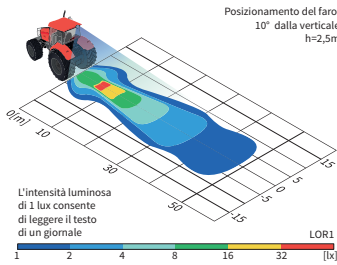 Posizionamento del faro
10° dalla verticale
h=2,5m
0[m]
10
30
50
15
5
0
-5
-15
L'intensità luminosa
di 1 lux consente
di leggere il testo
di un giornale
LOR1
1 2 4 8 16 32 [lx]